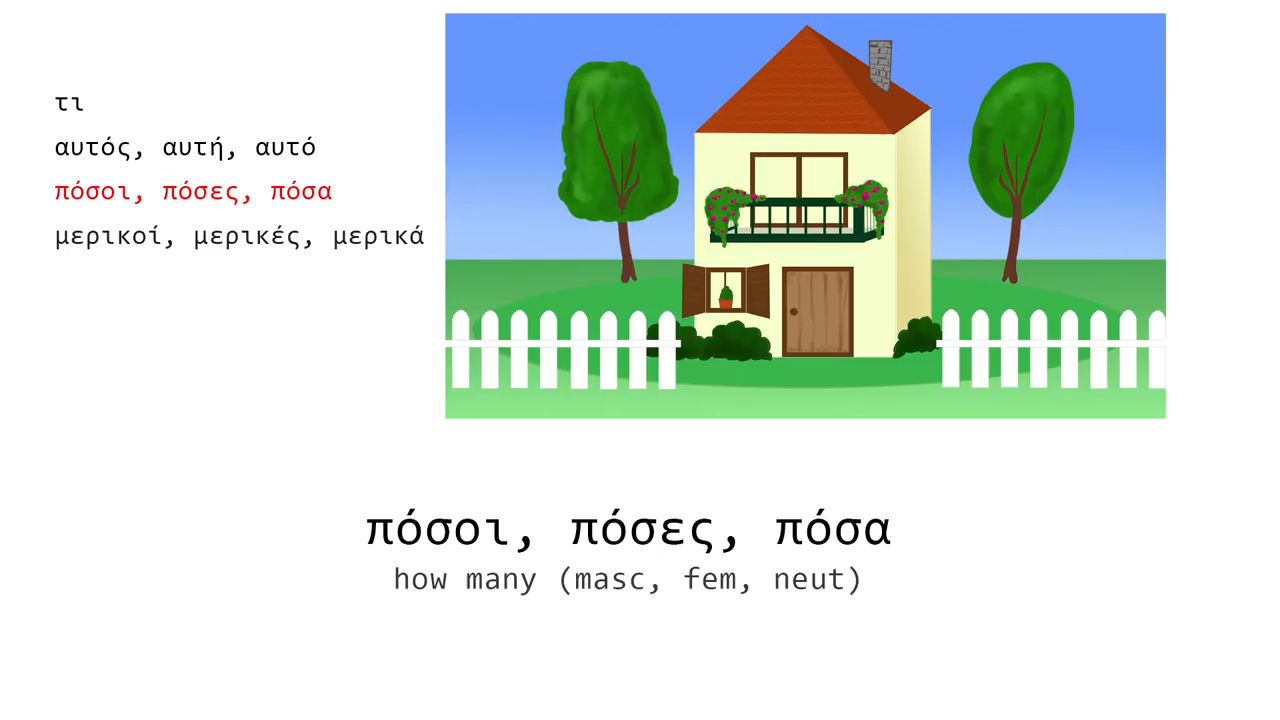 τι
αυτός, αυτή, αυτό
πόσοι, πόσες, πόσα
μερικοί, μερικές, μερικά
πόσοι, πόσες, πόσα
how many (masc, fem, neut)